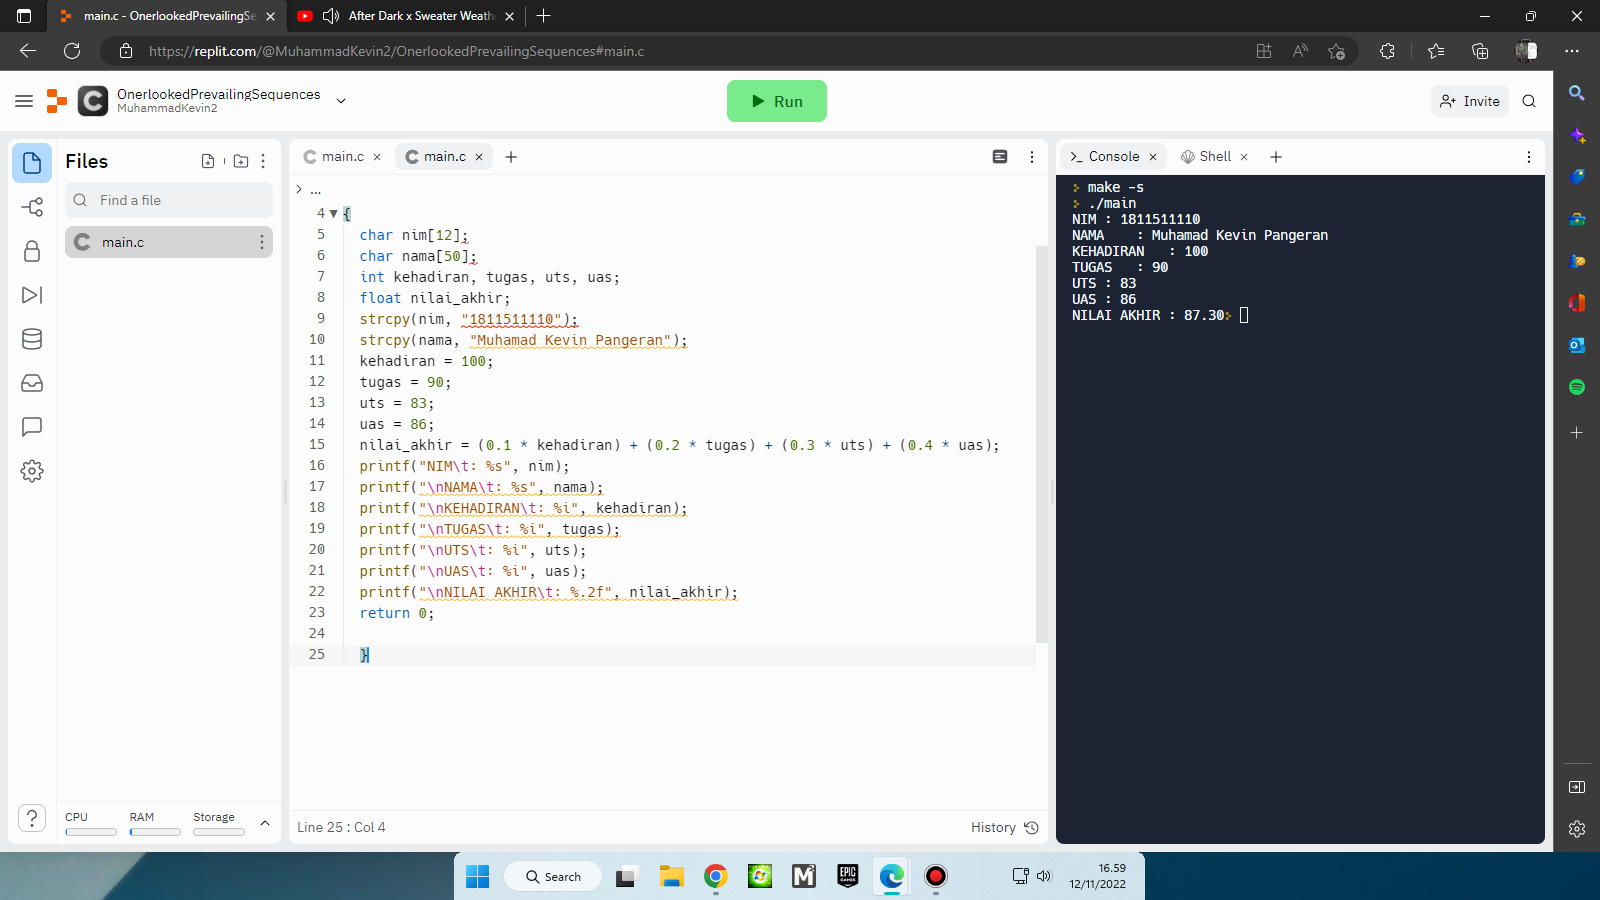 main.c - OnerlookedPrevailingSe
After Dark x Sweater Weath
https://replit.com/@MuhammadKevin2/OnerlookedPrevailingSequences#main.c
OnerlookedPrevailingSequences
MuhammadKevin2
Run
Invite
Files
Find a file
main.c
main.c
main.c
...
4 {
5 char nim[12];
6 char nama[50];
7 int kehadiran, tugas, uts, uas;
8 float nilai_akhir;
9 strcpy(nim, "1811511110");
10 strcpy(nama, "Muhamad Kevin Pangeran");
11 kehadiran = 100;
12 tugas = 90;
13 uts = 83;
14 uas = 86;
15 nilai_akhir = (0.1 * kehadiran) + (0.2 * tugas) + (0.3 * uts) + (0.4 * uas);
16 printf("NIM\t: %s", nim);
17 printf("\nNAMA\t: %s", nama);
18 printf("\nKEHADIRAN\t: %i", kehadiran);
19 printf("\nTUGAS\t: %i", tugas);
20 printf("\nUTS\t: %i", uts);
21 printf("\nUAS\t: %i", uas);
22 printf("\nNILAI AKHIR\t: %.2f", nilai_akhir);
23 return 0;
24
25 }
Line 25 : Col 4
History
Console
Shell
make -s
./main
NIM : 1811511110
NAMA    : Muhamad Kevin Pangeran
KEHADIRAN   : 100
TUGAS   : 90
UTS : 83
UAS : 86
NILAI AKHIR : 87.30
CPU
RAM
Storage
Search
EPIC GAMES
16.59
12/11/2022